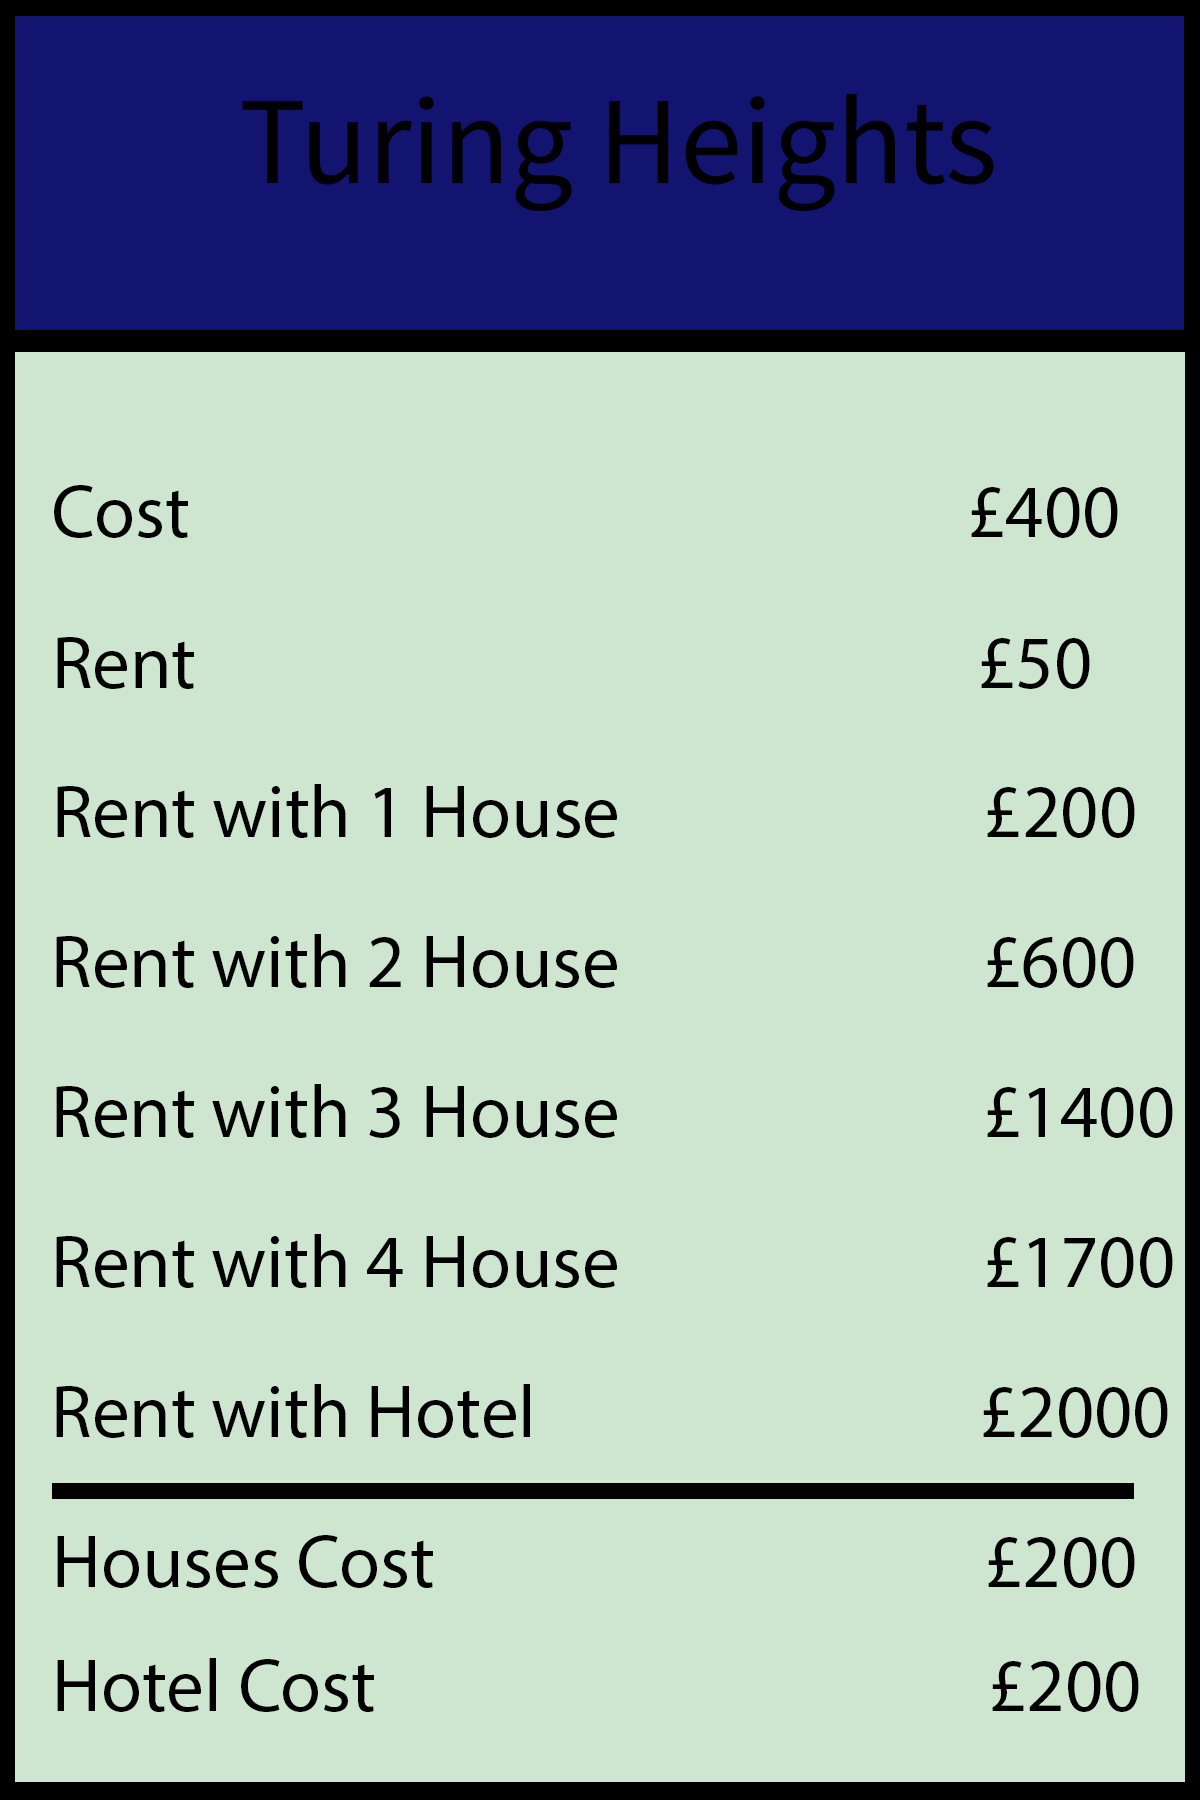 Turing Heights
Cost £400
Rent £50
Rent with 1 House £200
Rent with 2 House £600
Rent with 3 House £1400
Rent with 4 House £1700
Rent with Hotel £2000
Houses Cost £200
Hotel Cost £200